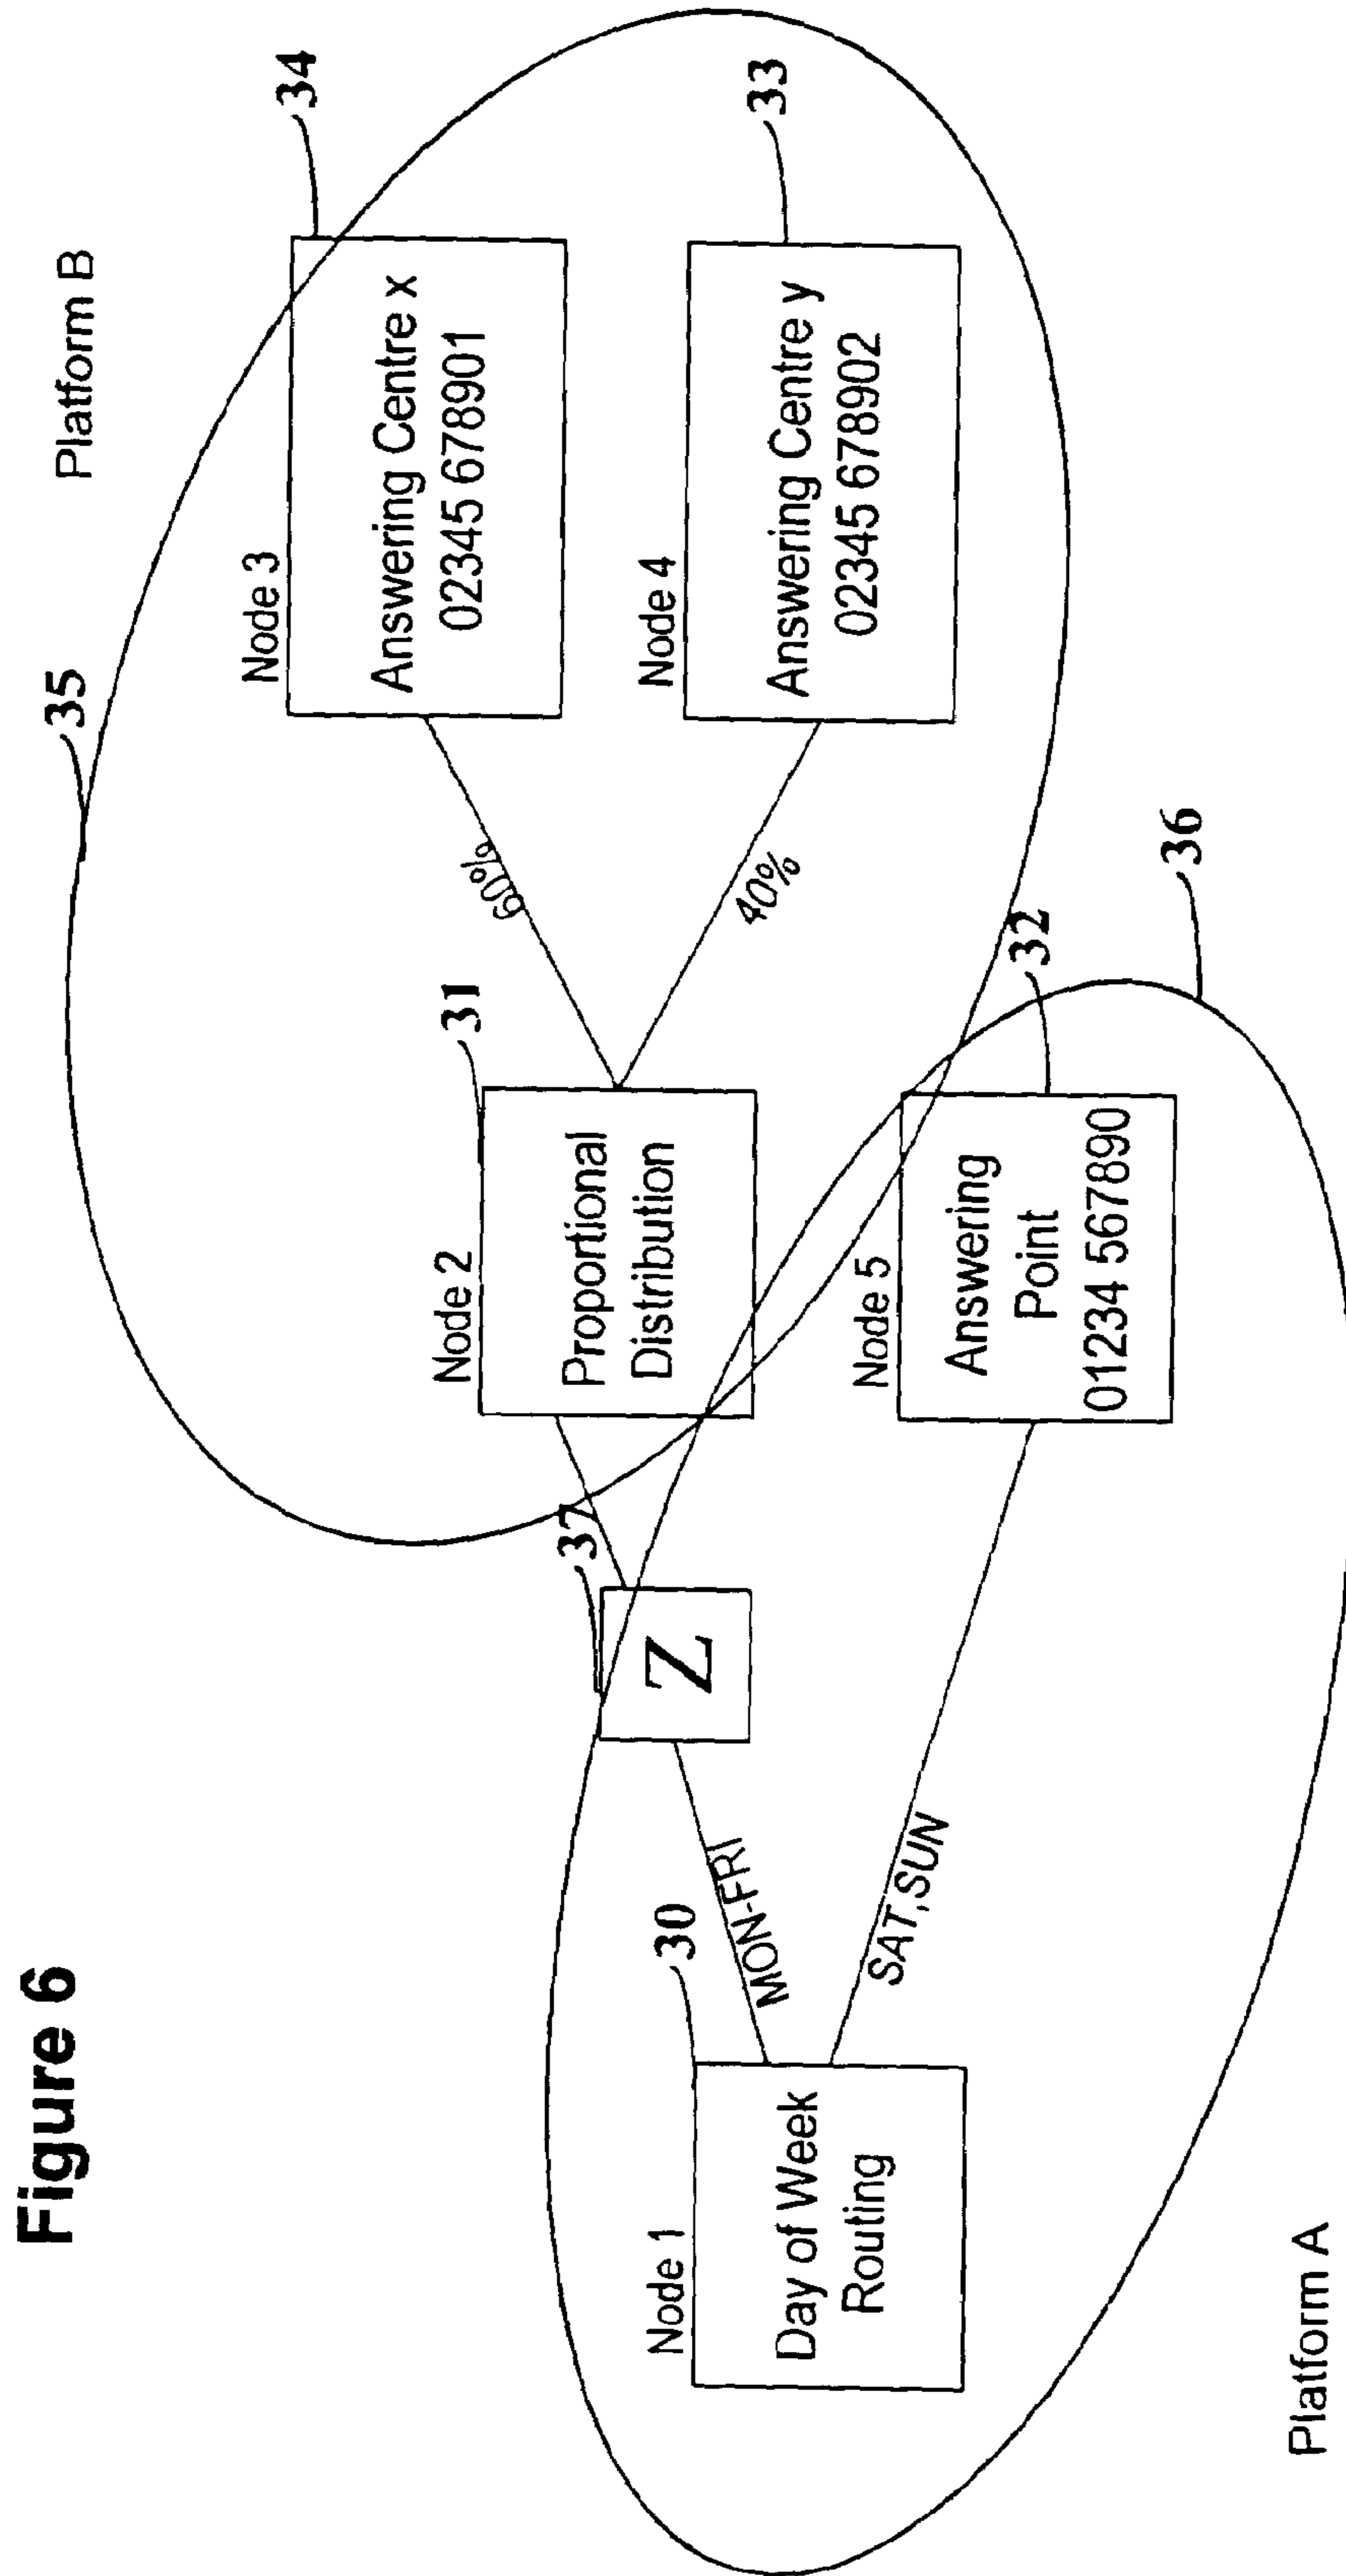 Figure 6
Platform B
35
34
Node 3
Answering Centre x
02345 678901
60%
31
Node 2
Proportional
Distribution
33
Node 4
Answering Centre y
02345 678902
40%
37
Z
30
MON-FRI
Node 1
Day of Week
Routing
SAT,SUN
32
Node 5
Answering
Point
01234 567890
36
Platform A